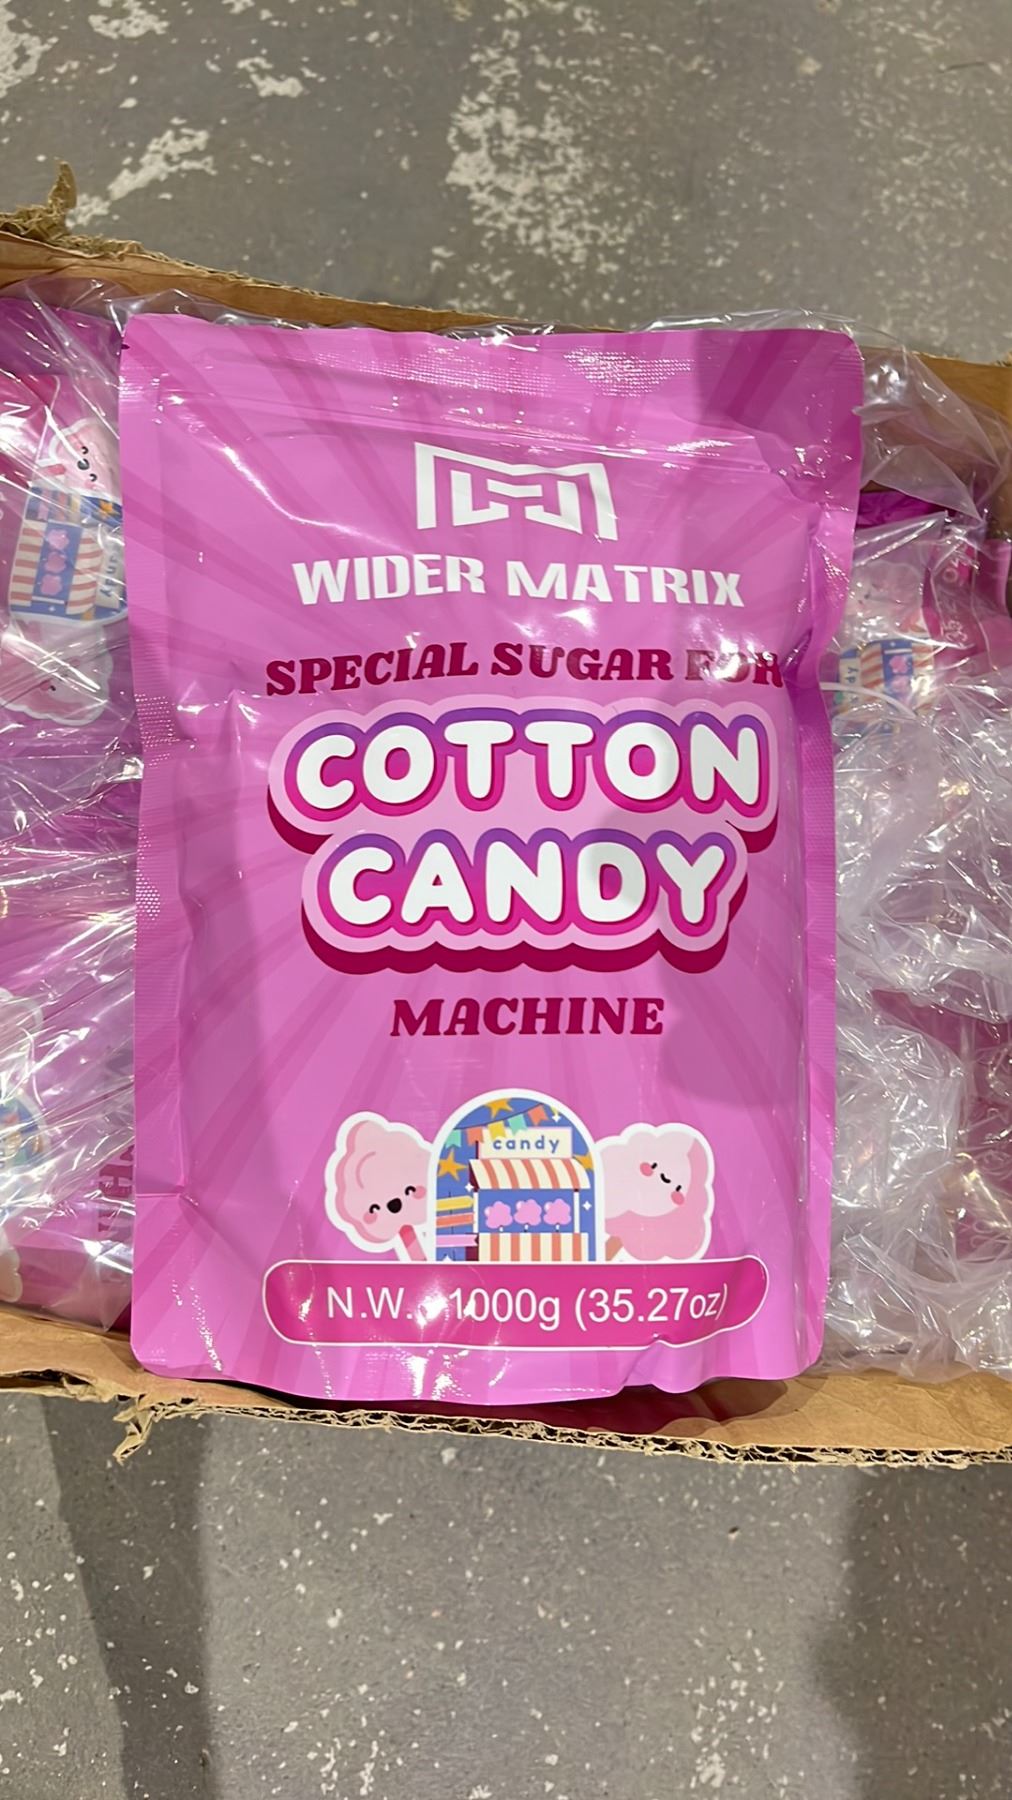 WIDER MATRIX
SPECIAL SUGAR FOR
COTTON
CANDY
MACHINE
candy
N.W. 1000g (35.27oz)